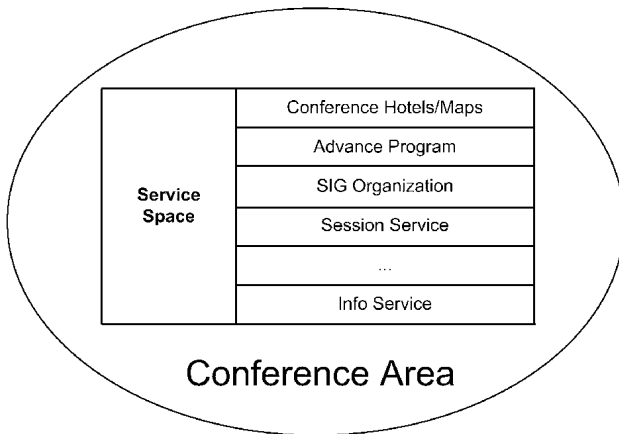 Conference Hotels/Maps
Advance Program
SIG Organization
Service
Space
Session Service
...
Info Service
Conference Area